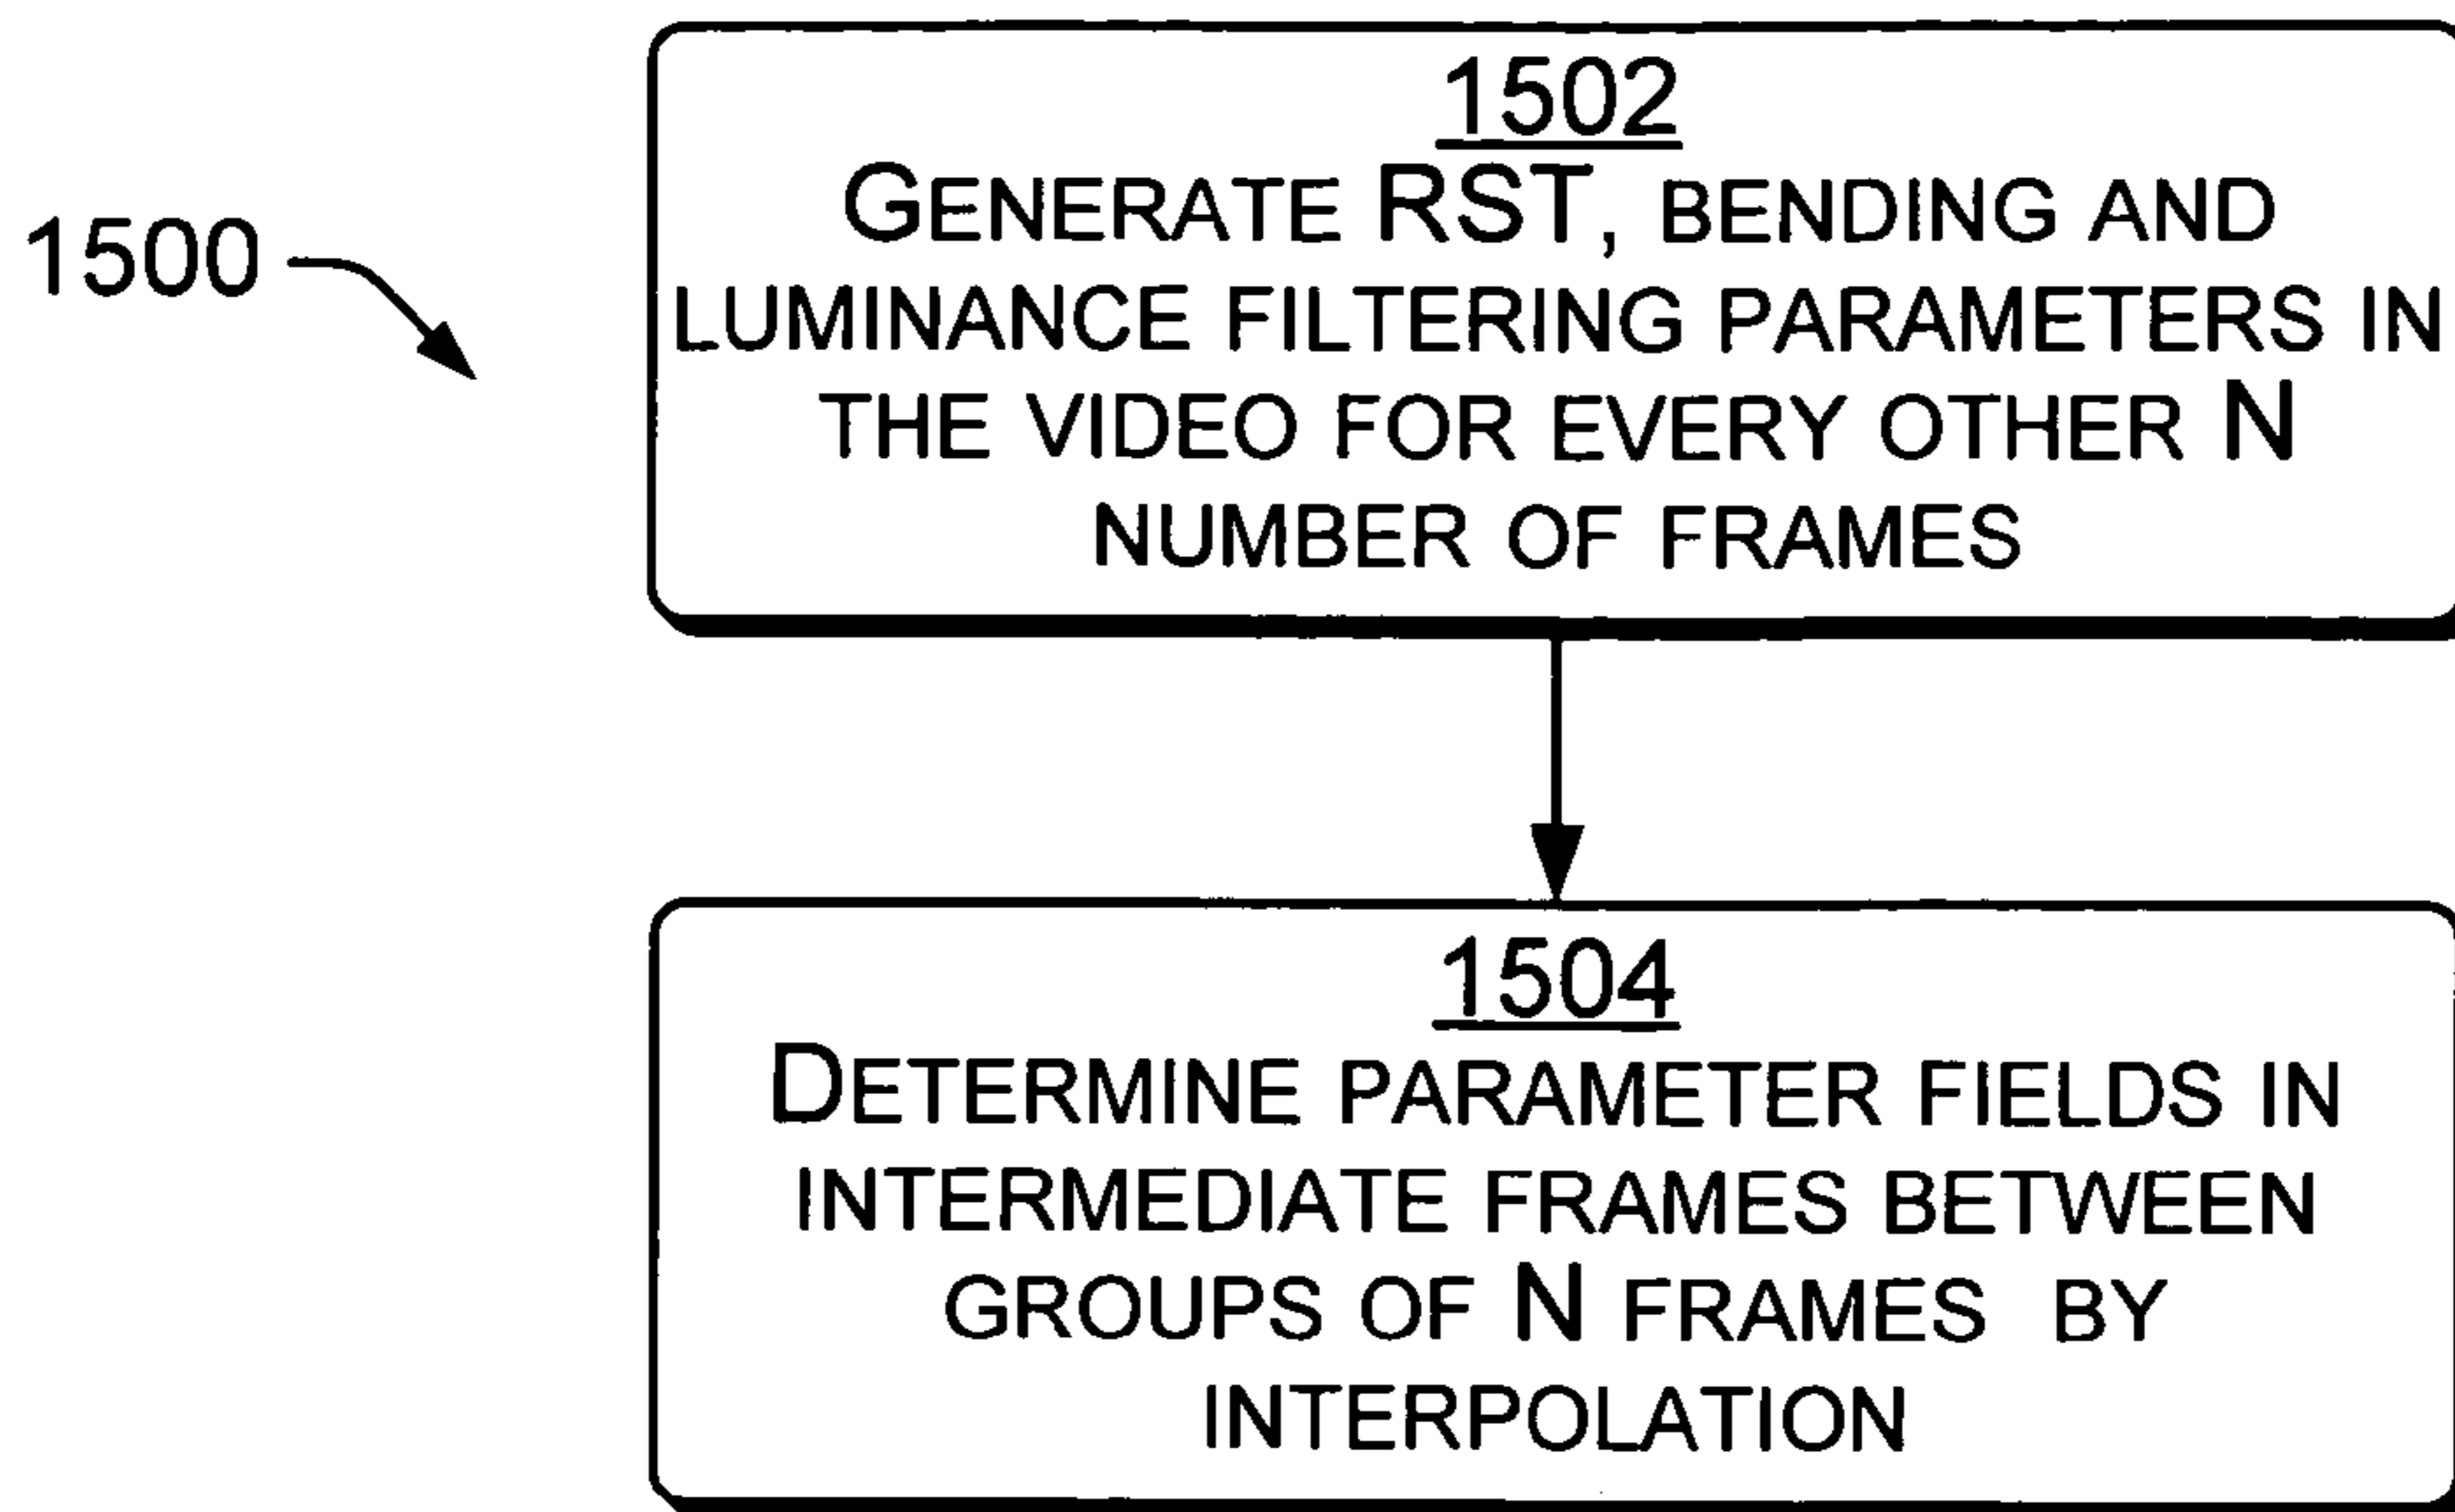 1500
1502
GENERATE RST, BENDING AND
LUMINANCE FILTERING PARAMETERS IN
THE VIDEO FOR EVERY OTHER N
NUMBER OF FRAMES
1504
DETERMINE PARAMETER FIELDS IN
INTERMEDIATE FRAMES BETWEEN
GROUPS OF N FRAMES BY
INTERPOLATION